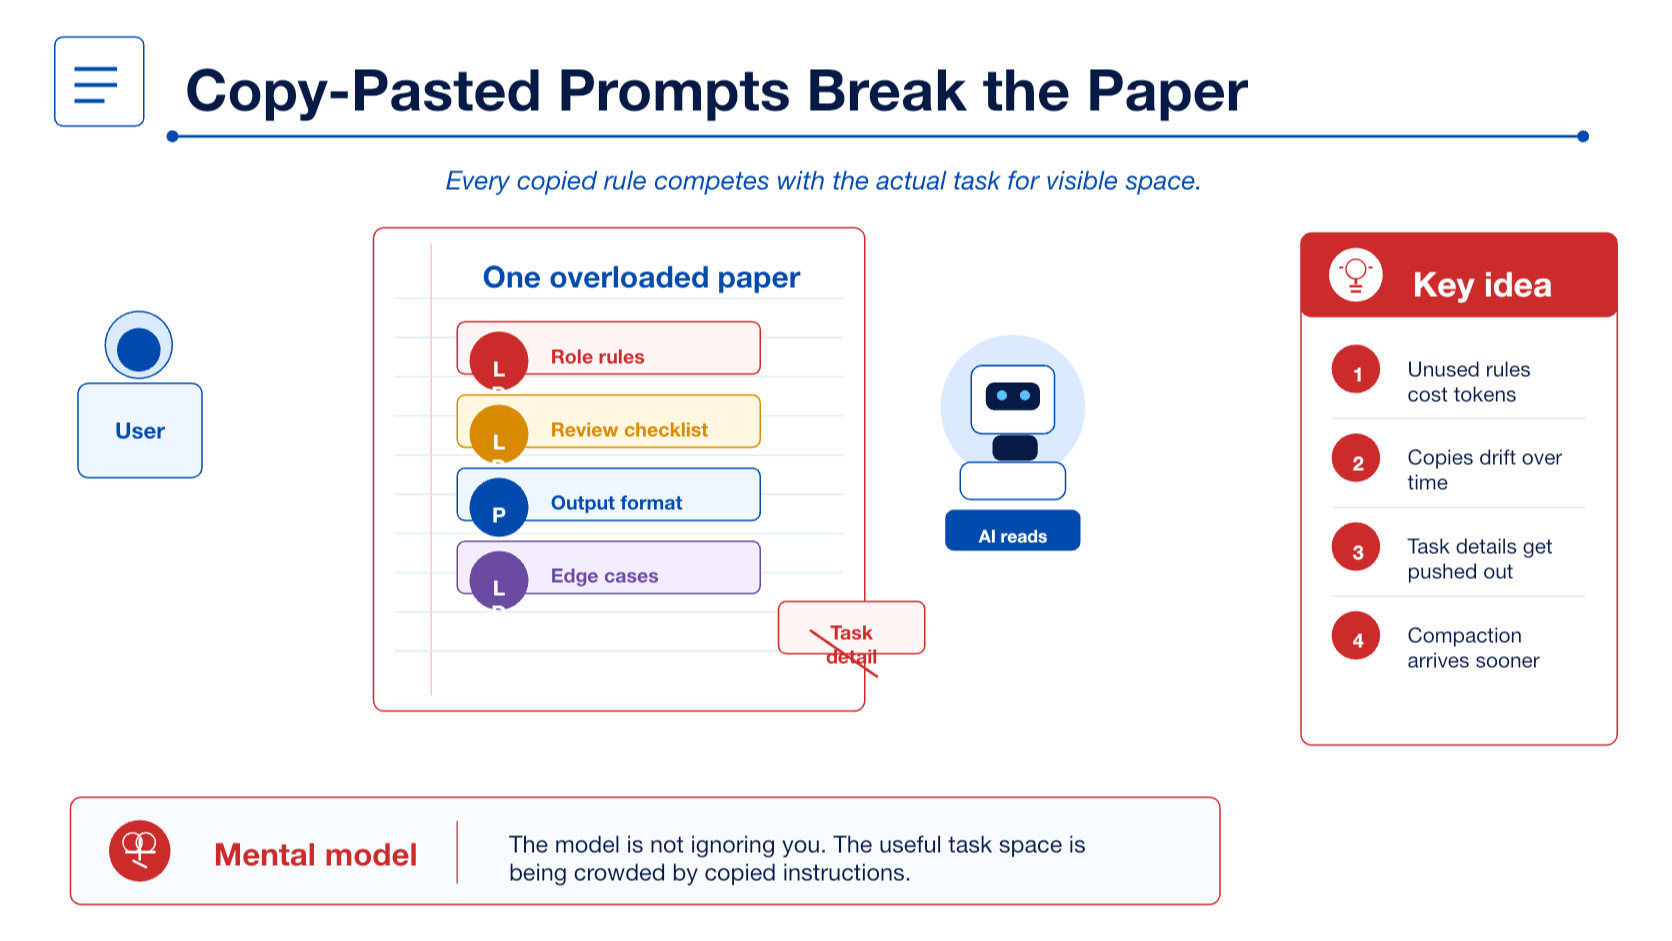 Copy-Pasted Prompts Break the Paper
Every copied rule competes with the actual task for visible space.
User
One overloaded paper
L
Role rules
L
Review checklist
P
Output format
L
Edge cases
Task
detail
AI reads
Key idea
1
Unused rules
cost tokens
2
Copies drift over
time
3
Task details get
pushed out
4
Compaction
arrives sooner
Mental model
The model is not ignoring you. The useful task space is
being crowded by copied instructions.